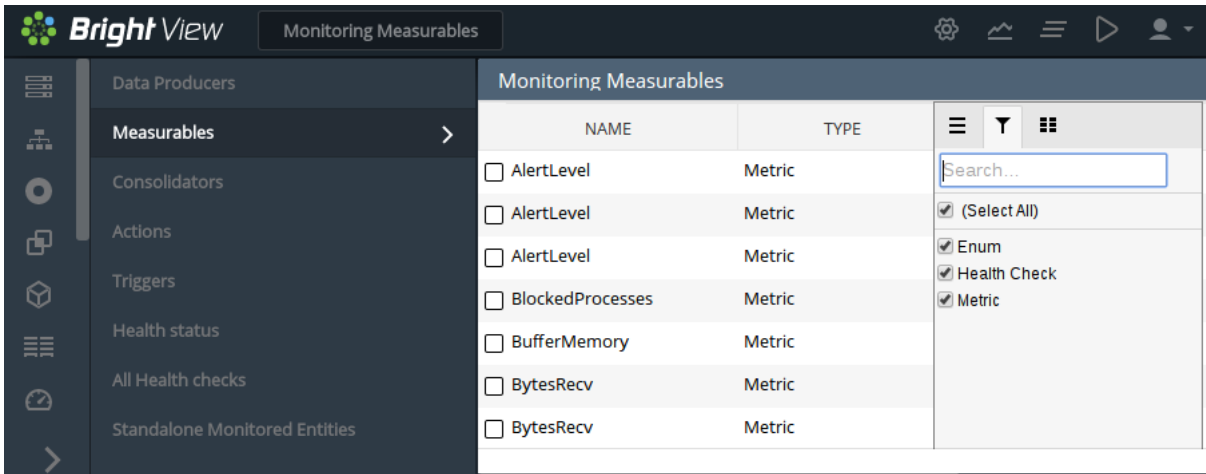 Bright View
Monitoring Measurables
Data Producers
Measurables
Consolidators
Actions
Triggers
Health status
All Health checks
Standalone Monitored Entities
Monitoring Measurables
NAME TYPE
AlertLevel Metric
AlertLevel Metric
AlertLevel Metric
BlockedProcesses Metric
BufferMemory Metric
BytesRecv Metric
BytesRecv Metric
Search...
(Select All)
Enum
Health Check
Metric